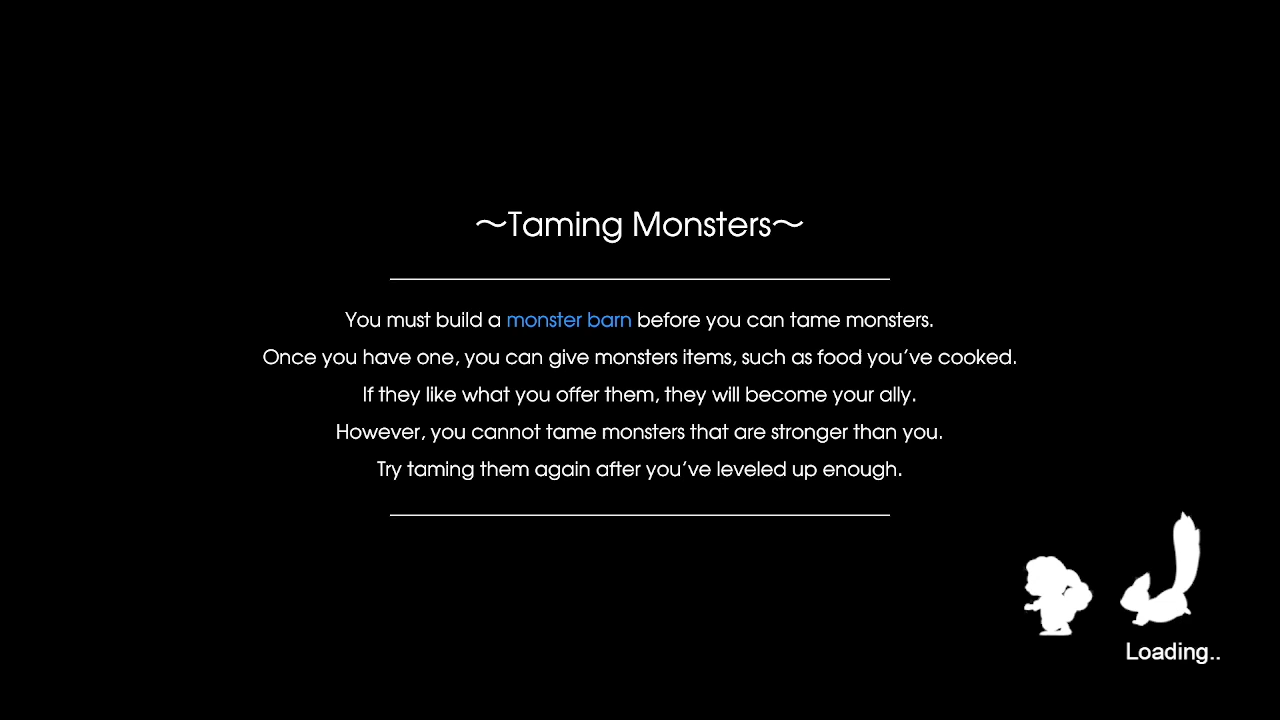 ～Taming Monsters～
You must build a monster barn before you can tame monsters.
Once you have one, you can give monsters items, such as food you've cooked.
If they like what you offer them, they will become your ally.
However, you cannot tame monsters that are stronger than you.
Try taming them again after you've leveled up enough.
Loading..